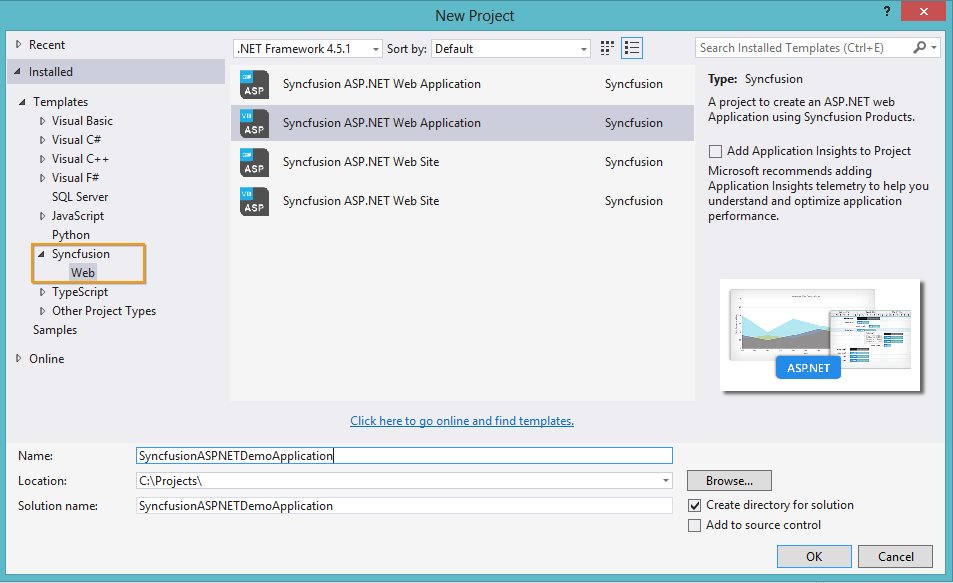 New Project
?
Recent
.NET Framework 4.5.1
Sort by:
Default
Search Installed Templates (Ctrl+E)
Installed
Templates
Visual Basic
Visual C#
Visual C++
Visual F#
SQL Server
JavaScript
Python
Syncfusion
Web
TypeScript
Other Project Types
Samples
Online
C# ASP Syncfusion ASP.NET Web Application Syncfusion
VB ASP Syncfusion ASP.NET Web Application Syncfusion
C# ASP Syncfusion ASP.NET Web Site Syncfusion
VB ASP Syncfusion ASP.NET Web Site Syncfusion
Type: Syncfusion
A project to create an ASP.NET web
Application using Syncfusion Products.
Add Application Insights to Project
Microsoft recommends adding
Application Insights telemetry to help you
understand and optimize application
performance.
ASP.NET
Click here to go online and find templates.
Name: SyncfusionASPNETDemoApplication
Location: C:\Projects\
Browse...
Solution name: SyncfusionASPNETDemoApplication
Create directory for solution
Add to source control
OK
Cancel